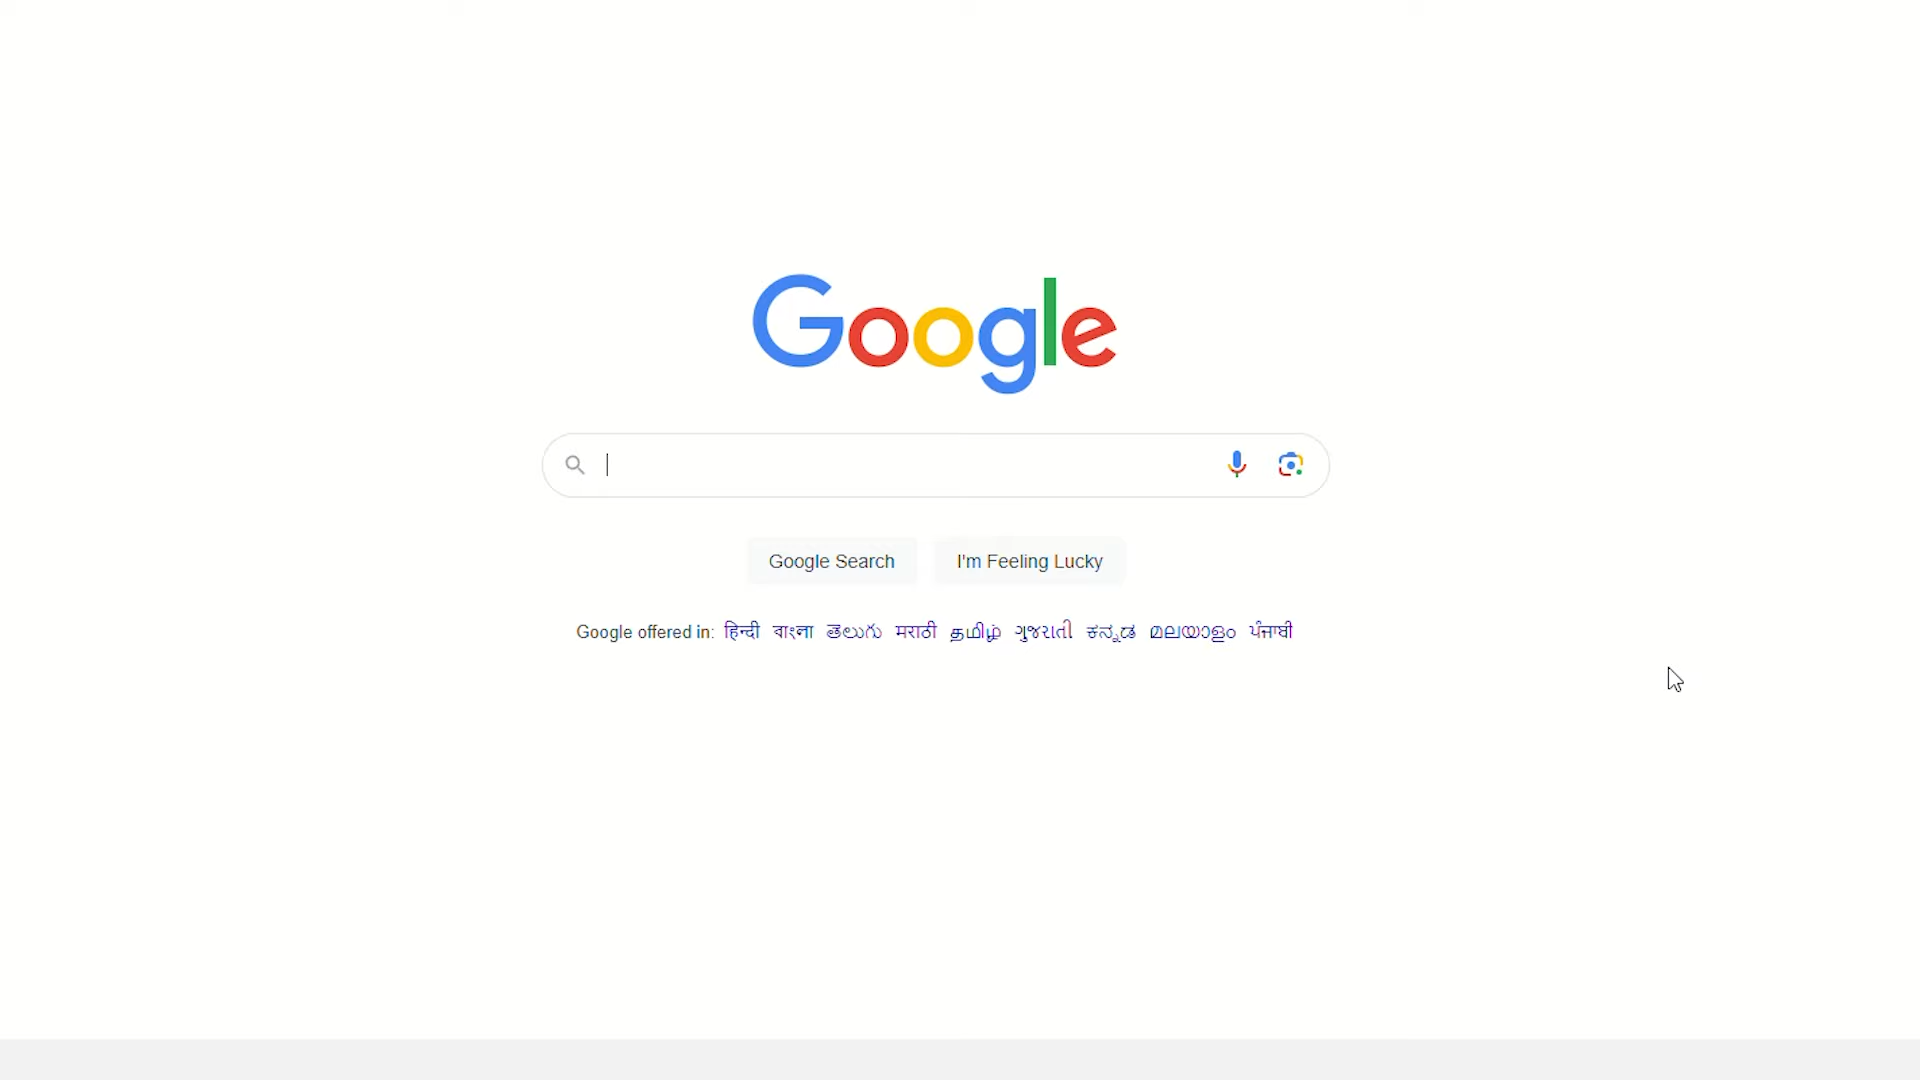 Google
Google Search I'm Feeling Lucky
Google offered in: हिन्दी বাংলা తెలుగు मराठी தமிழ் ગુજરાતી ಕನ್ನಡ മലയാളം ਪੰਜਾਬੀ